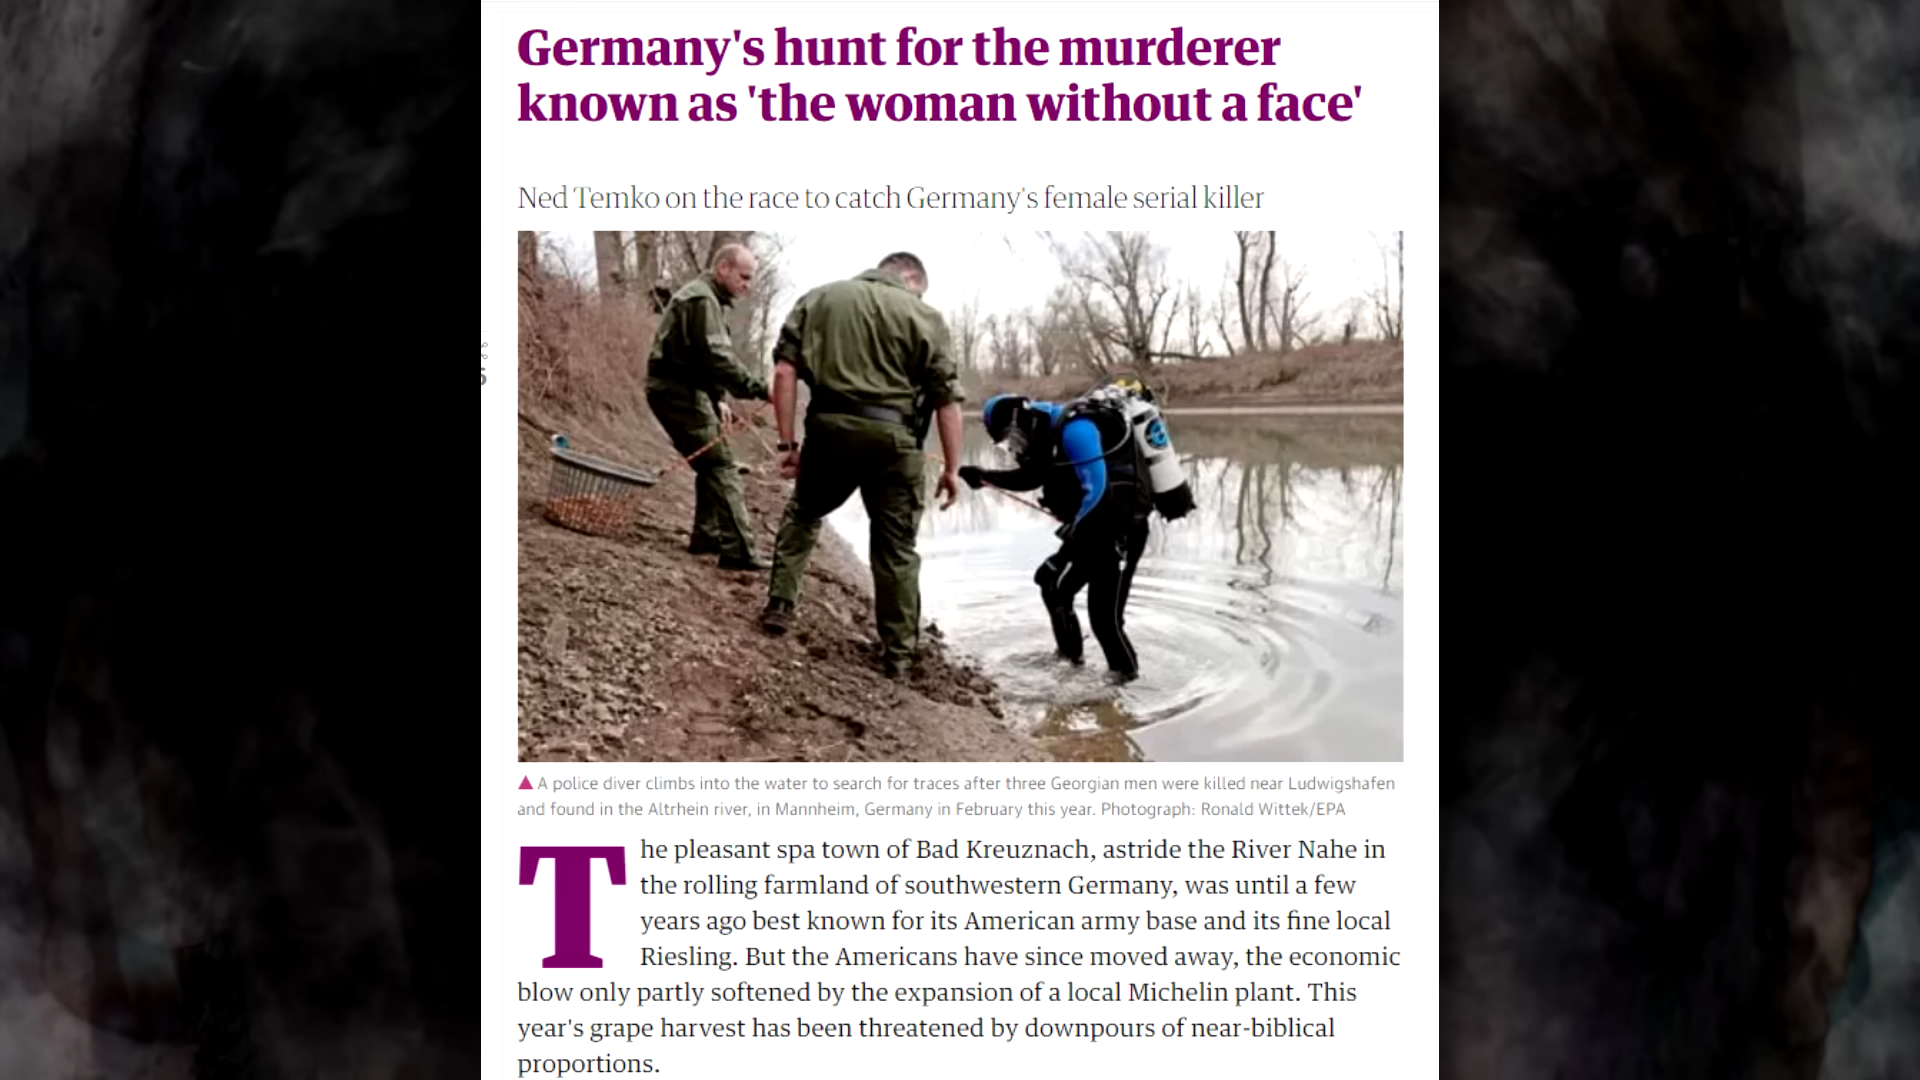 Germany's hunt for the murderer
known as 'the woman without a face'
Ned Temko on the race to catch Germany's female serial killer
A police diver climbs into the water to search for traces after three Georgian men were killed near Ludwigshafen
and found in the Altrhein river, in Mannheim, Germany in February this year. Photograph: Ronald Wittek/EPA
The pleasant spa town of Bad Kreuznach, astride the River Nahe in
the rolling farmland of southwestern Germany, was until a few
years ago best known for its American army base and its fine local
Riesling. But the Americans have since moved away, the economic
blow only partly softened by the expansion of a local Michelin plant. This
year's grape harvest has been threatened by downpours of near-biblical
proportions.